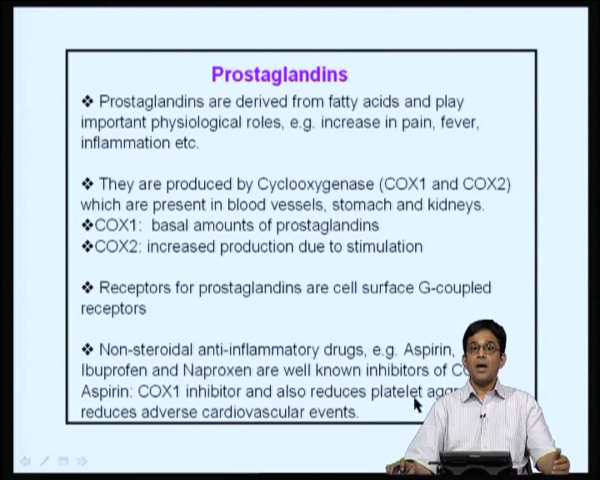 Prostaglandins
❖ Prostaglandins are derived from fatty acids and play
important physiological roles, e.g. increase in pain, fever,
inflammation etc.
❖ They are produced by Cyclooxygenase (COX1 and COX2)
which are present in blood vessels, stomach and kidneys.
❖COX1: basal amounts of prostaglandins
❖COX2: increased production due to stimulation
❖ Receptors for prostaglandins are cell surface G-coupled
receptors
❖ Non-steroidal anti-inflammatory drugs, e.g. Aspirin,
Ibuprofen and Naproxen are well known inhibitors of
Aspirin: COX1 inhibitor and also reduces platelet
reduces adverse cardiovascular events.